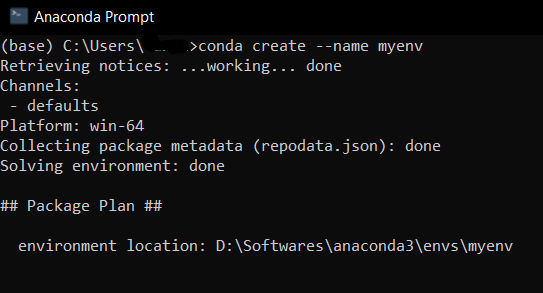 Anaconda Prompt
(base) C:\Users\ >conda create --name myenv
Retrieving notices: ...working... done
Channels:
 - defaults
Platform: win-64
Collecting package metadata (repodata.json): done
Solving environment: done
## Package Plan ##
  environment location: D:\Softwares\anaconda3\envs\myenv